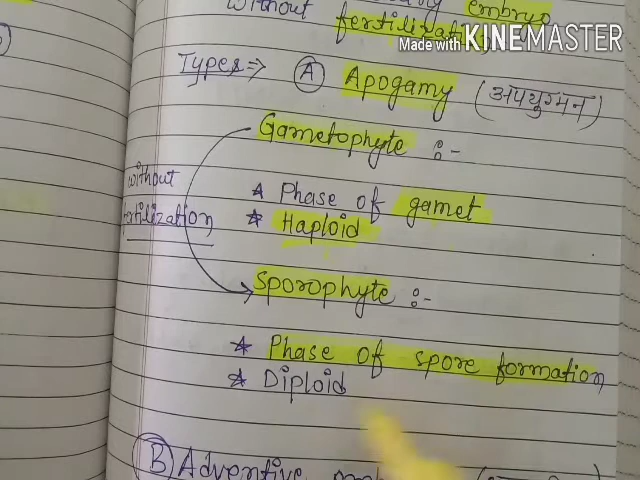 embryo
without fertilization
Made with KINEMASTER
Types ⇒ Ⓐ Apogamy (अपयुग्मन)
Gametophyte :-
without
fertilization
★ Phase of gamet
★ Haploid
Sporophyte :-
★ Phase of spore formation
★ Diploid
Ⓑ Adventive